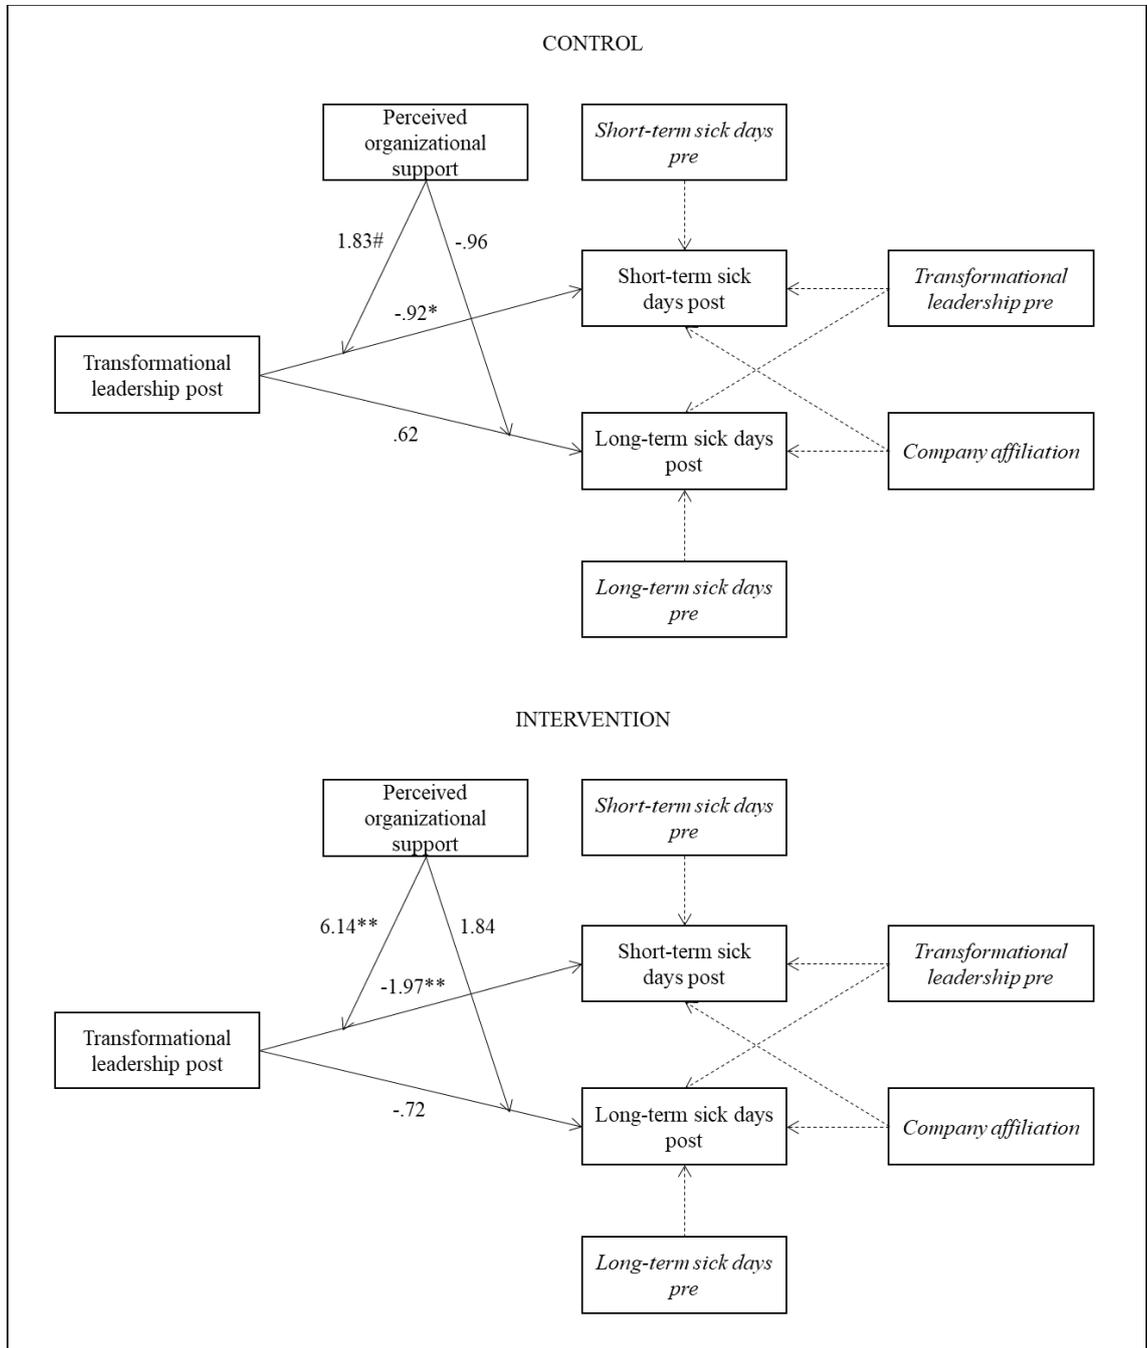 CONTROL
Perceived
organizational
support
Short-term sick days
pre
1.83#
-.96
Short-term sick
days post
Transformational
leadership pre
-.92*
Transformational
leadership post
.62
Long-term sick days
post
Company affiliation
Long-term sick days
pre
INTERVENTION
Perceived
organizational
support
Short-term sick days
pre
6.14**
1.84
Short-term sick
days post
Transformational
leadership pre
-1.97**
Transformational
leadership post
-.72
Long-term sick days
post
Company affiliation
Long-term sick days
pre